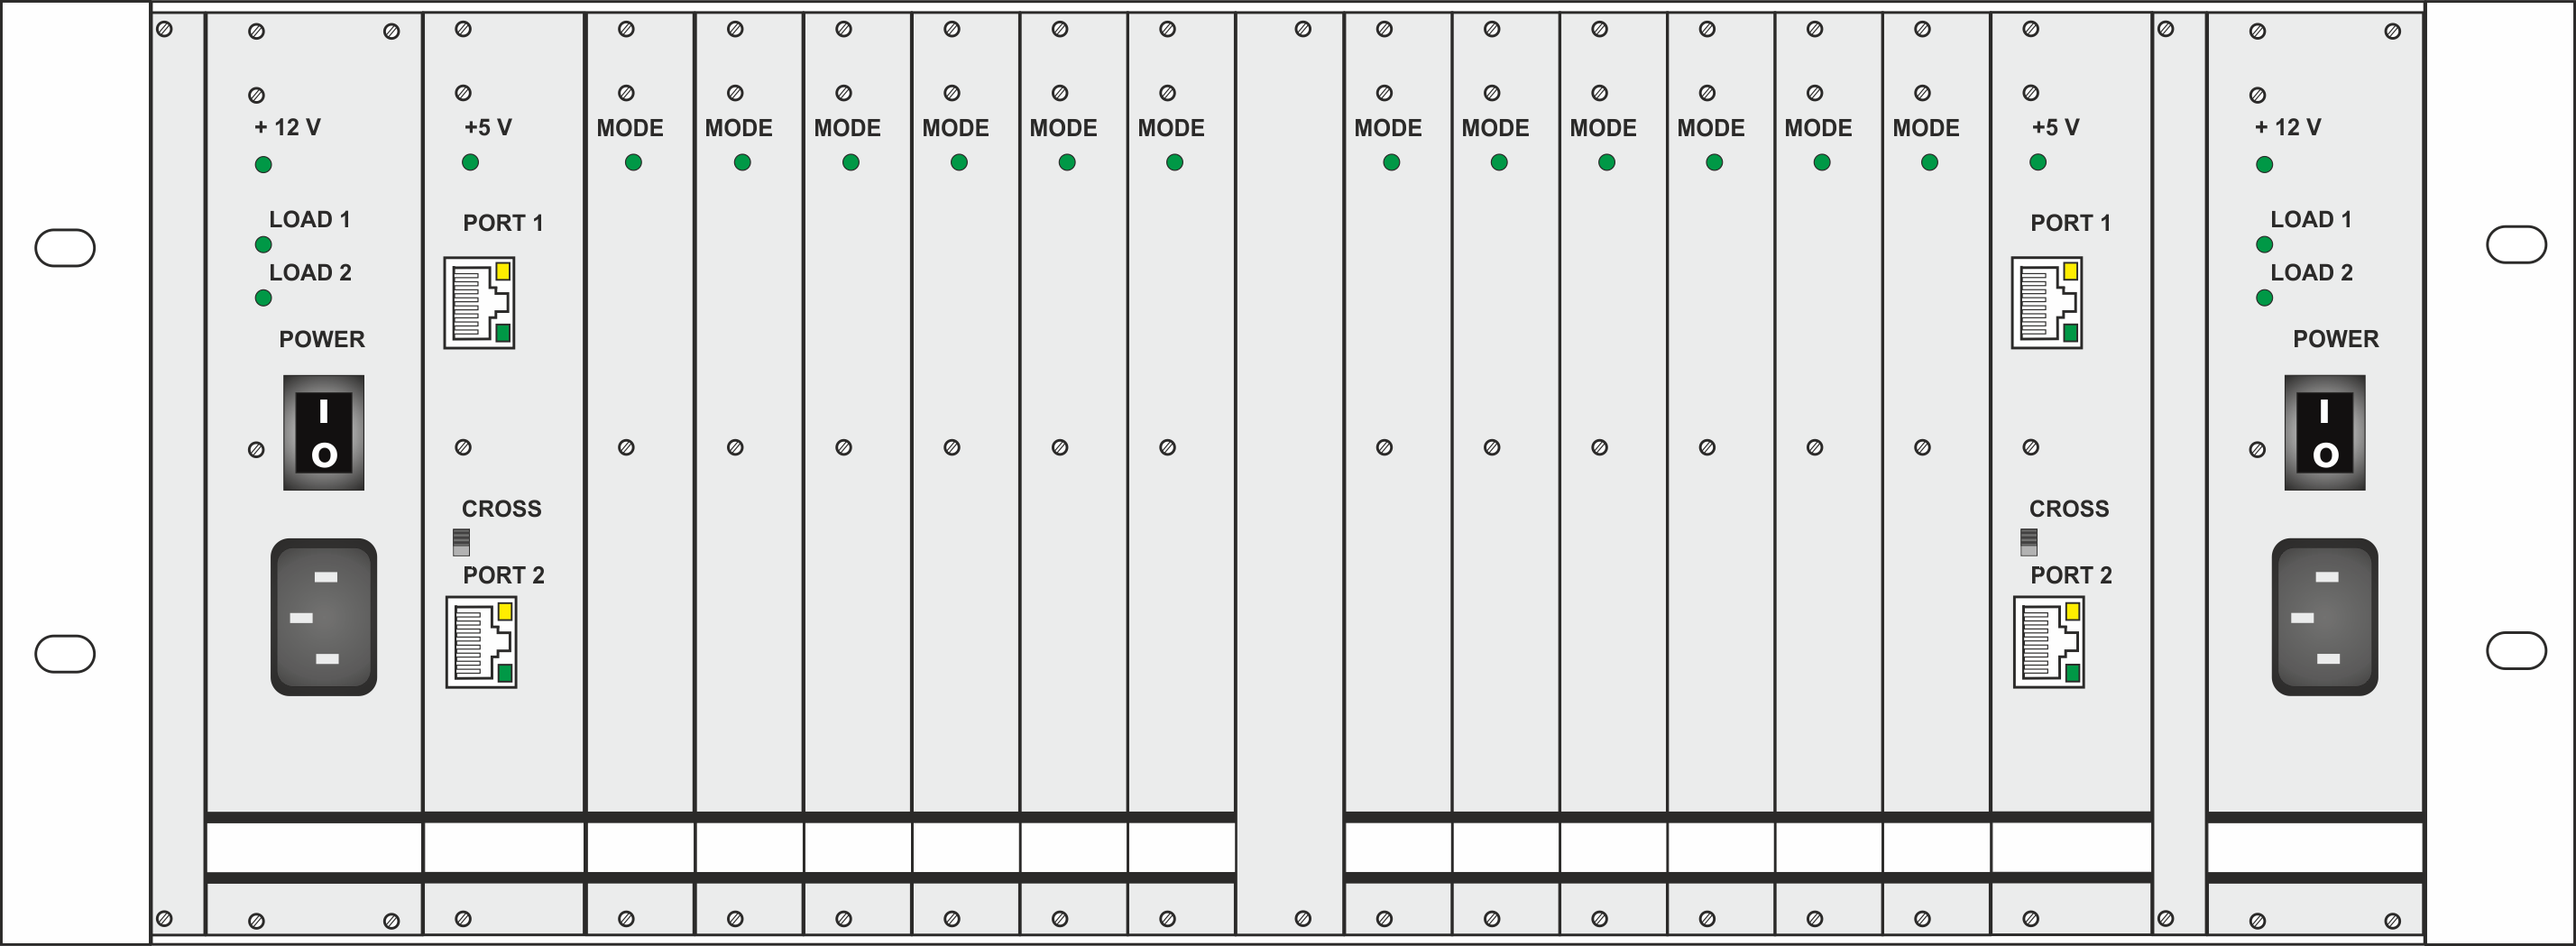 + 12 V
+5 V
MODE
MODE
MODE
MODE
MODE
MODE
MODE
MODE
MODE
MODE
MODE
MODE
+5 V
+ 12 V
LOAD 1
PORT 1
PORT 1
LOAD 1
LOAD 2
LOAD 2
POWER
POWER
I
O
I
O
CROSS
CROSS
PORT 2
PORT 2